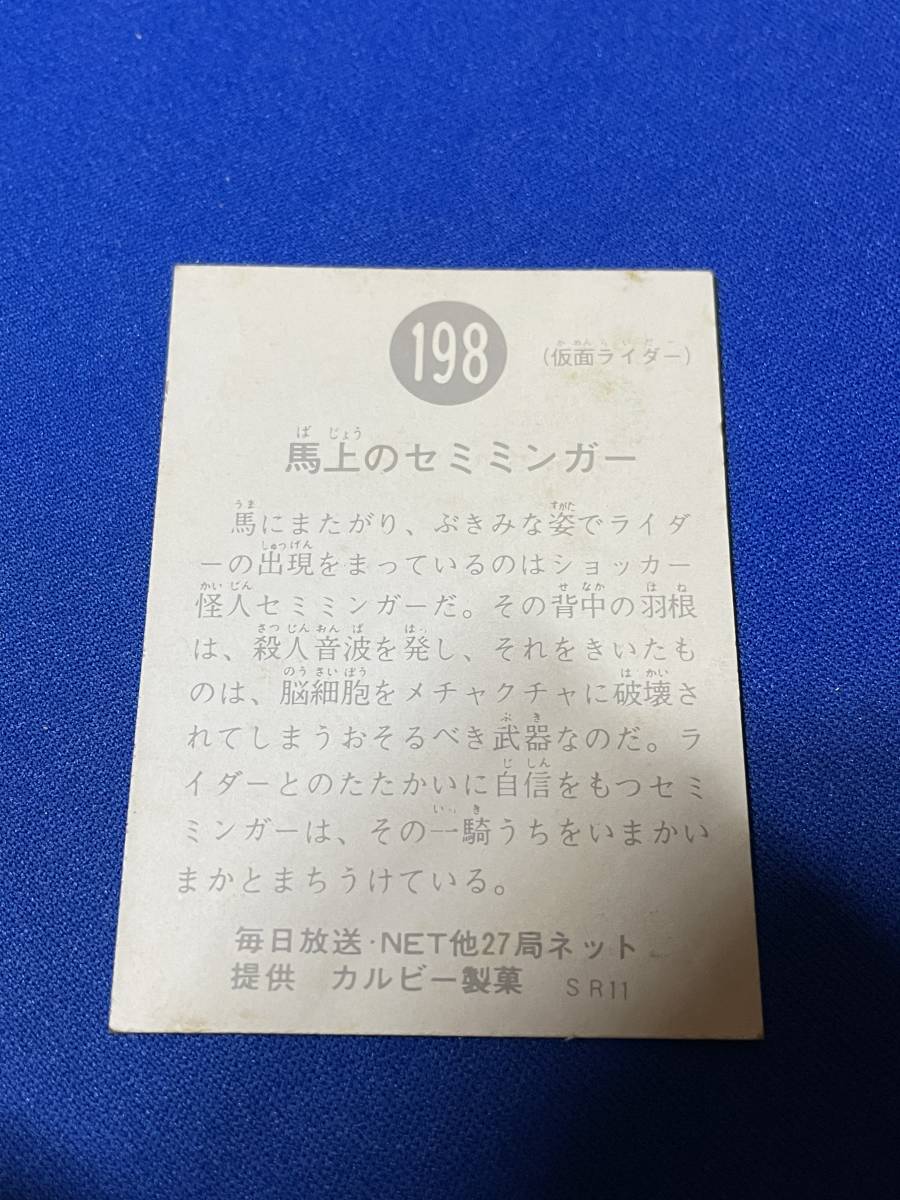 198
(仮面ライダー)
馬上のセミミンガー
馬にまたがり、ぶきみな姿でライダ
ーの出現をまっているのはショッカー
怪人セミミンガーだ。その背中の羽根
は、殺人音波を発し、それをきいたも
のは、脳細胞をメチャクチャに破壊さ
れてしまうおそるべき武器なのだ。ラ
イダーとのたたかいに自信をもつセミ
ミンガーは、その一騎うちをいまかい
まかとまちうけている。
毎日放送・NET他27局ネット
提供 カルビー製菓 SR11